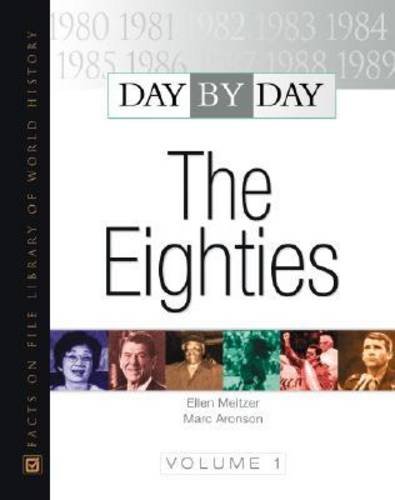 1980 1981 1982 1983 1984
1985 1986 1987 1988 1989
DAY BY DAY
The
Eighties
Ellen Meltzer
Marc Aronson
VOLUME 1
FACTS ON FILE LIBRARY OF WORLD HISTORY